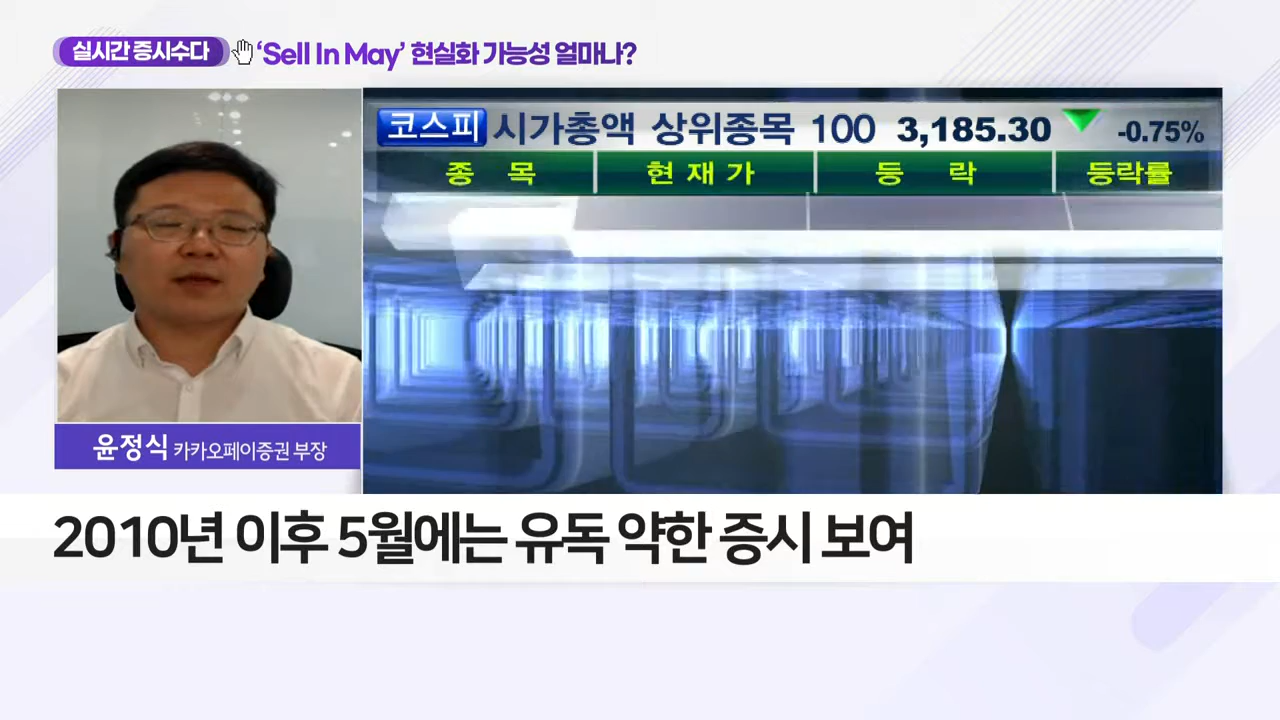 실시간 증시수다 ‘Sell In May’ 현실화 가능성 얼마나?
코스피 시가총액 상위종목 100 3,185.30 -0.75%
종 목 현 재 가 등 락 등락률
윤정식 카카오페이증권 부장
2010년 이후 5월에는 유독 약한 증시 보여